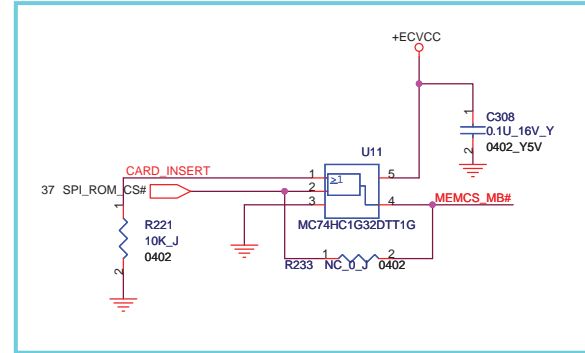 +ECVCC
1
C308
0.1U_16V_Y
2
0402_Y5V
U11
CARD_INSERT
1
5
≥1
37 SPI_ROM_CS#
2
MEMCS_MB#
3
4
1
MC74HC1G32DTT1G
R221
10K_J
0402
2
1
2
R233 NC_0_J 0402